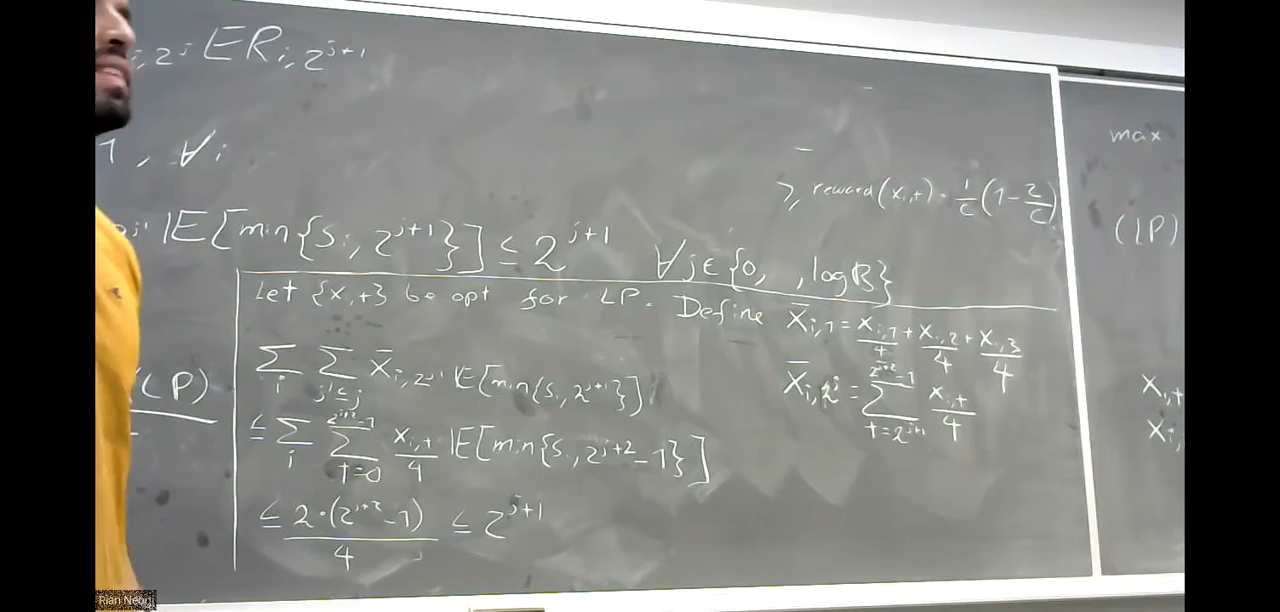 i,2^j ER_{i,2^{j+1}}
1, ∀i
𝔼[min{S_i, 2^{j+1}}] ≤ 2^{j+1} ∀j∈{0, , logB}
≥ reward(x_{i,t}) · 1/c (1 - 2/c)
Let {x_{i,t}} be opt for LP. Define x̄_{i,1} = x_{i,1}/4 + x_{i,2}/4 + x_{i,3}/4
x̄_{i,2^j} = Σ_{t=2^{j+1}}^{2^{j+2}-1} x_{i,t}/4
Σ_i Σ_{j'≤j} x̄_{i,2^{j'}} 𝔼[min{S_i, 2^{j+1}}]
≤ Σ_i Σ_{t=0}^{2^{j+2}-1} x_{i,t}/4 𝔼[min{S_i, 2^{j+2}-1}]
≤ 2·(2^{j+2}-1)/4 ≤ 2^{j+1}
(LP)
max
(LP)
x_{i,t}
x_{i,
Rian Neogi